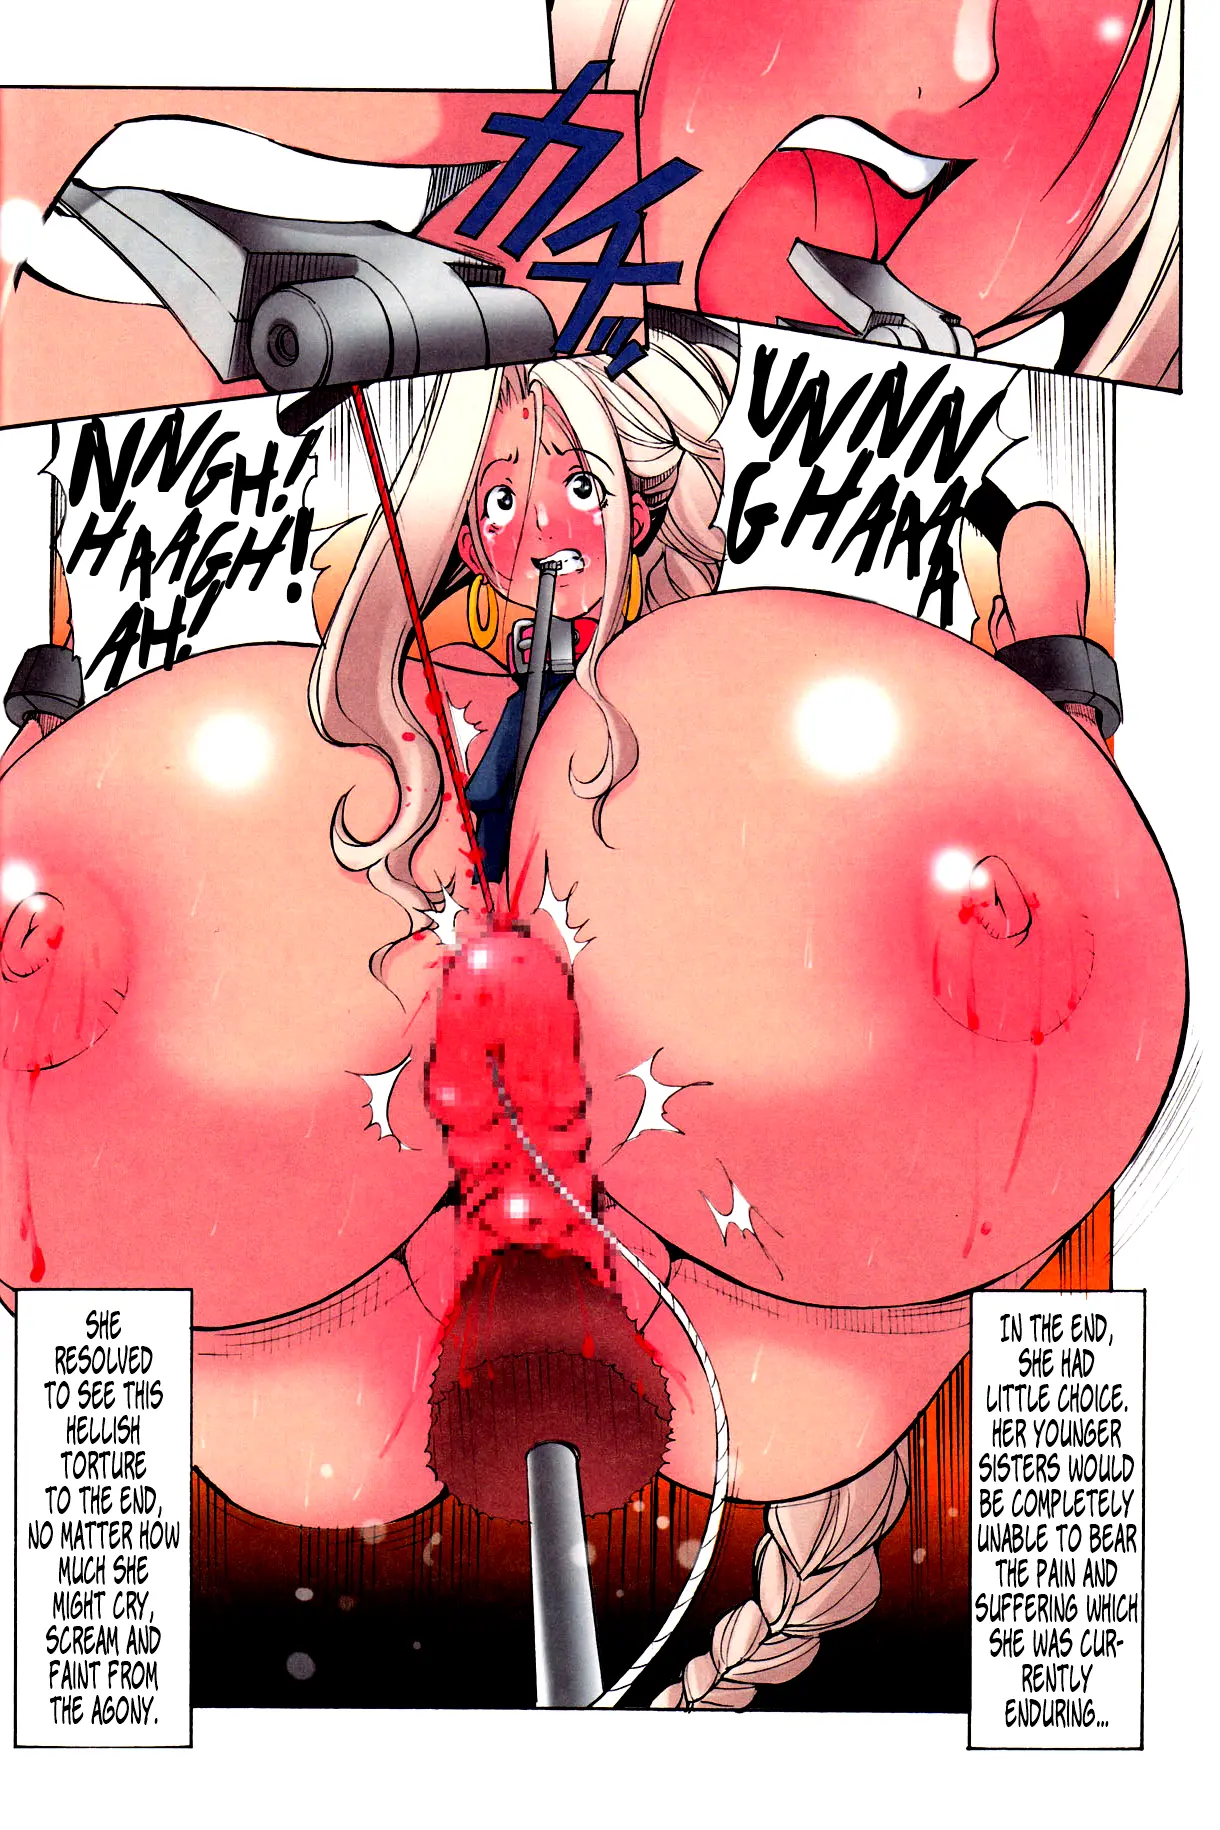 カチーッ
UNNN
GHAAAA
NNGH!
HAAGH!
AH!
IN THE END,
SHE HAD
LITTLE CHOICE.
HER YOUNGER
SISTERS WOULD
BE COMPLETELY
UNABLE TO BEAR
THE PAIN AND
SUFFERING WHICH
SHE WAS CUR-
RENTLY
ENDURING...
SHE
RESOLVED
TO SEE THIS
HELLISH
TORTURE
TO THE END,
NO MATTER HOW
MUCH SHE
MIGHT CRY,
SCREAM AND
FAINT FROM
THE AGONY.